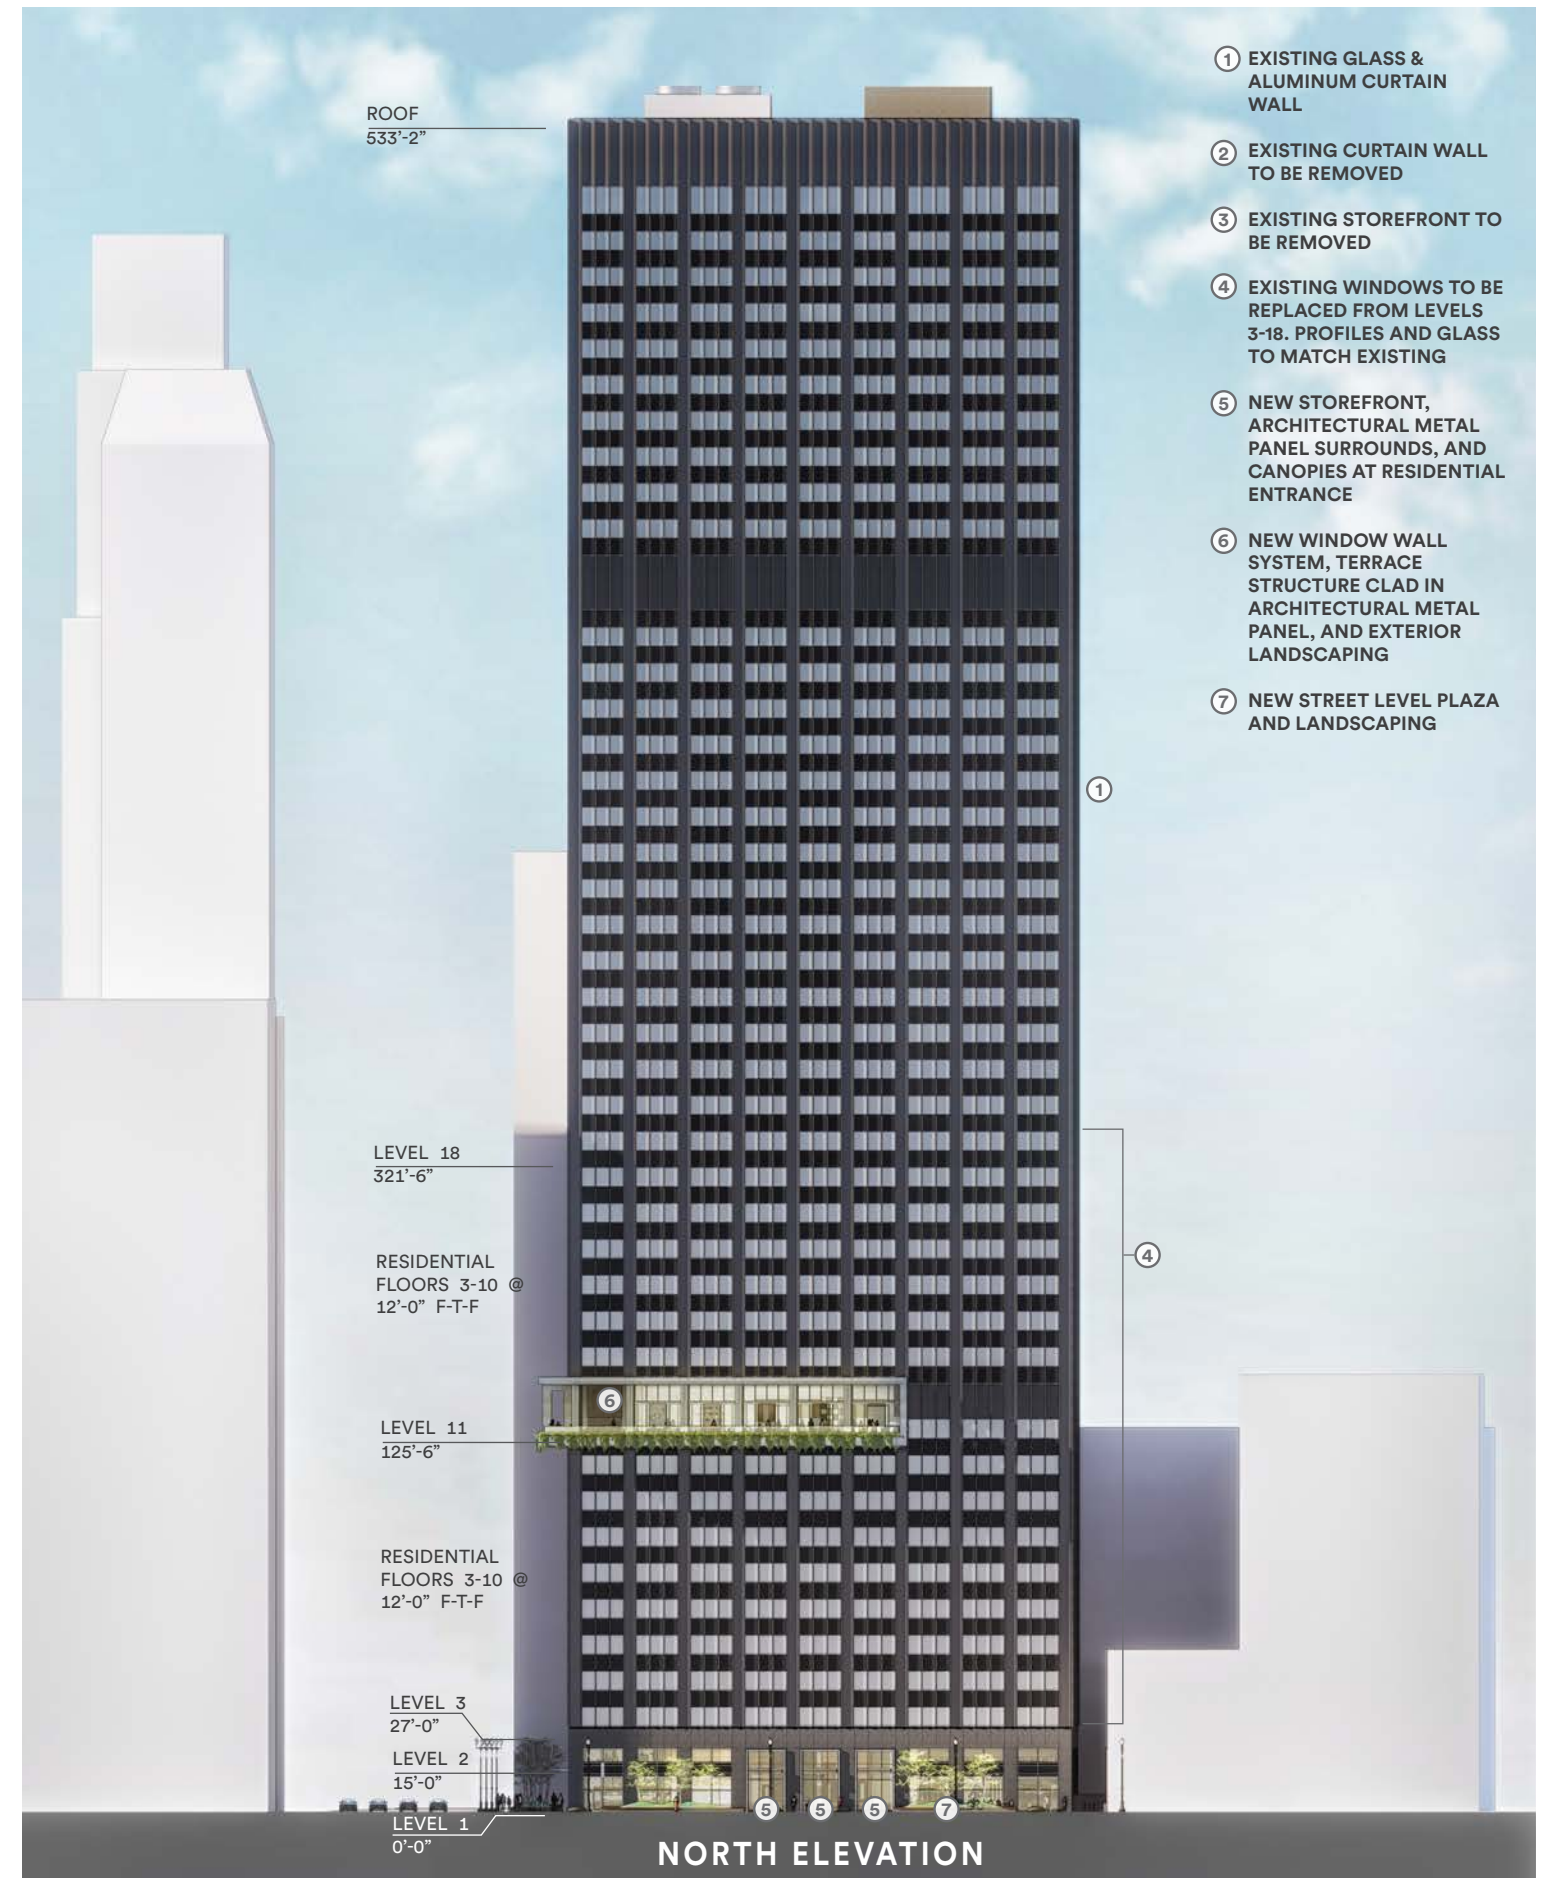 ROOF
533'-2"
LEVEL 18
321'-6"
RESIDENTIAL
FLOORS 3-10 @
12'-0" F-T-F
LEVEL 11
125'-6"
RESIDENTIAL
FLOORS 3-10 @
12'-0" F-T-F
LEVEL 3
27'-0"
LEVEL 2
15'-0"
LEVEL 1
0'-0"
1 EXISTING GLASS &
ALUMINUM CURTAIN
WALL
2 EXISTING CURTAIN WALL
TO BE REMOVED
3 EXISTING STOREFRONT TO
BE REMOVED
4 EXISTING WINDOWS TO BE
REPLACED FROM LEVELS
3-18. PROFILES AND GLASS
TO MATCH EXISTING
5 NEW STOREFRONT,
ARCHITECTURAL METAL
PANEL SURROUNDS, AND
CANOPIES AT RESIDENTIAL
ENTRANCE
6 NEW WINDOW WALL
SYSTEM, TERRACE
STRUCTURE CLAD IN
ARCHITECTURAL METAL
PANEL, AND EXTERIOR
LANDSCAPING
7 NEW STREET LEVEL PLAZA
AND LANDSCAPING
1
4
6
5 5 5 7
NORTH ELEVATION